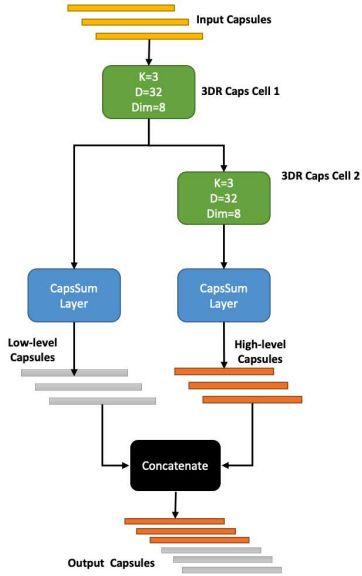 Input Capsules
K=3
D=32
Dim=8
3DR Caps Cell 1
K=3
D=32
Dim=8
3DR Caps Cell 2
CapsSum
Layer
CapsSum
Layer
Low-level
Capsules
High-level
Capsules
Concatenate
Output Capsules